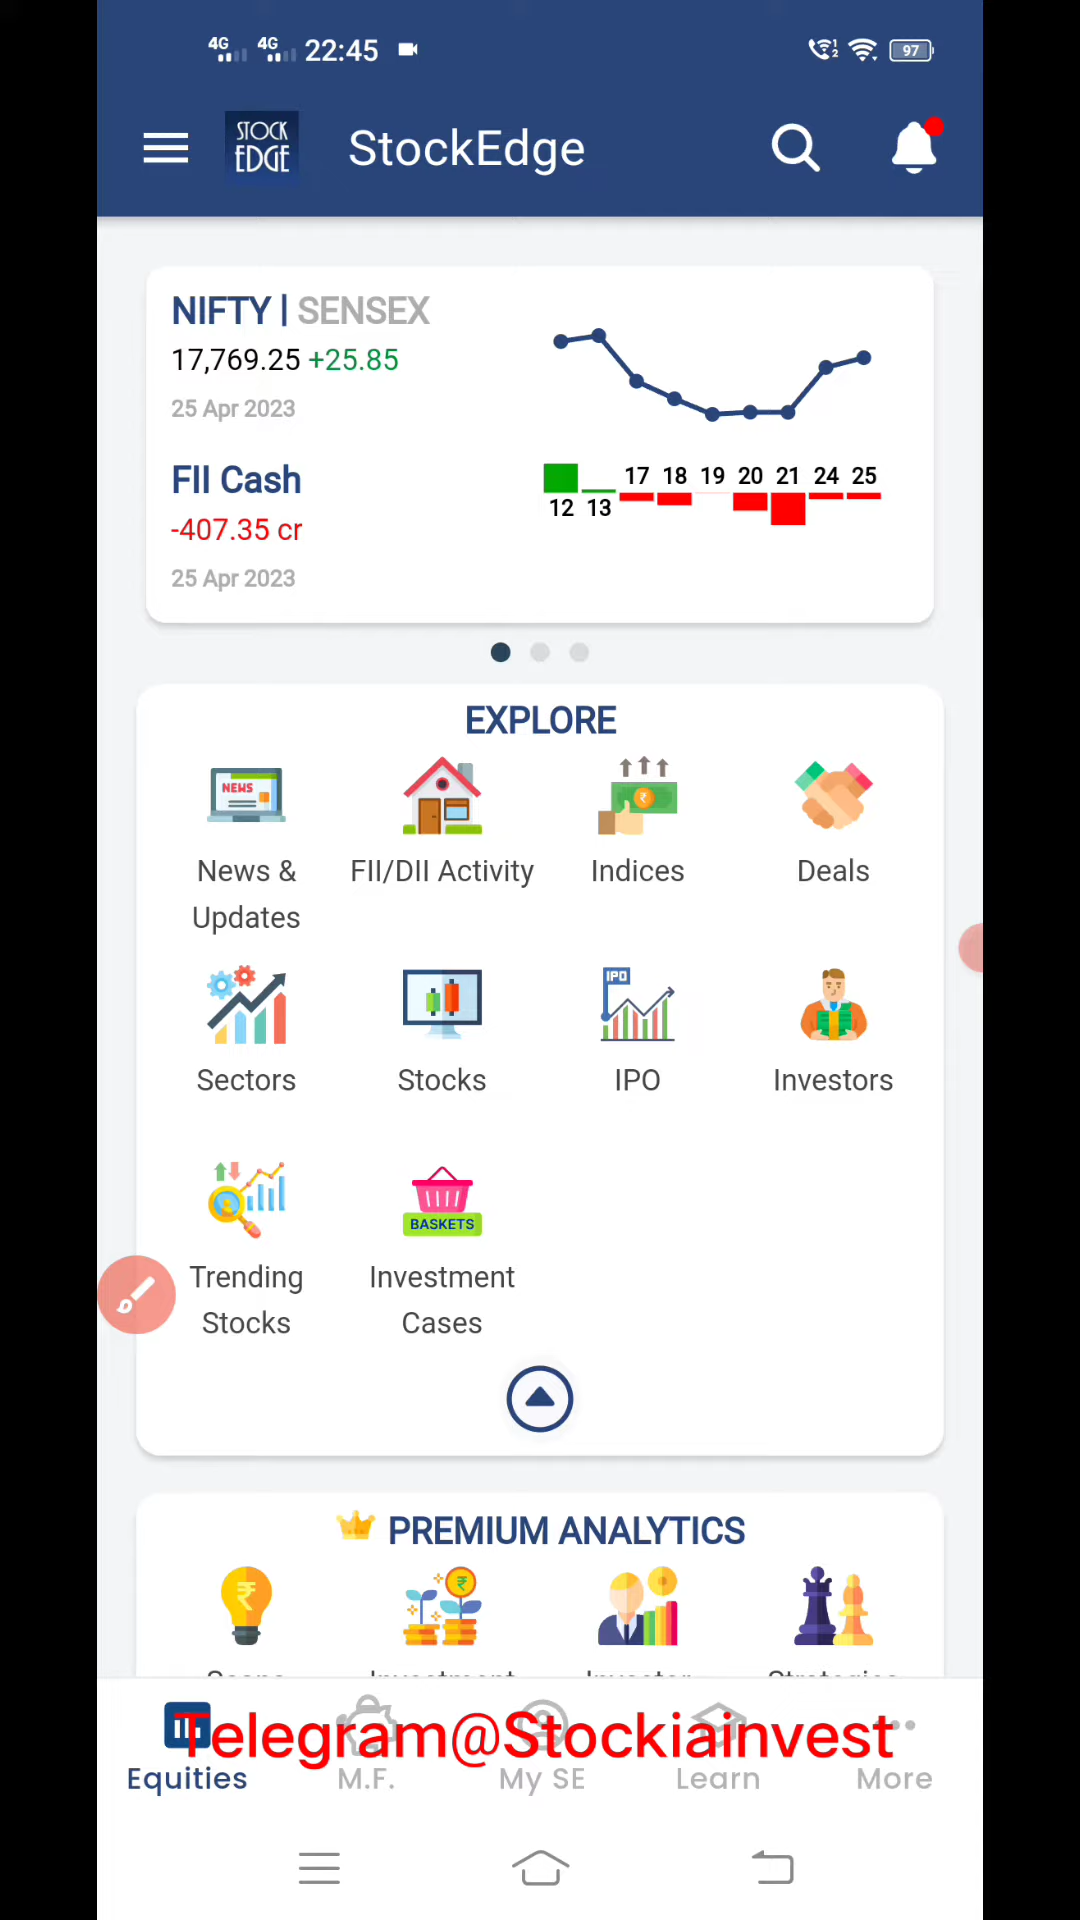 4G 4G 22:45 97
STOCK
EDGE
StockEdge
NIFTY | SENSEX
17,769.25 +25.85
25 Apr 2023
FII Cash
-407.35 cr
25 Apr 2023
17 18 19 20 21 24 25
12 13
EXPLORE
NEWS
News &
Updates
FII/DII Activity
Indices
Deals
IPO
Sectors
Stocks
IPO
Investors
BASKETS
Trending
Stocks
Investment
Cases
PREMIUM ANALYTICS
Telegram@Stockiainvest
Equities
M.F.
My SE
Learn
More